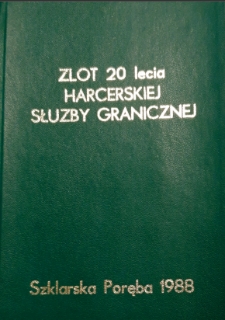 ZLOT 20 lecia
HARCERSKIEJ
SŁUZBY GRANICZNEJ
Szklarska Poręba 1988